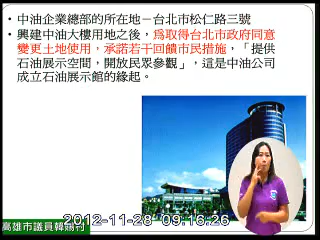 • 中油企業總部的所在地－台北市松仁路三號
• 興建中油大樓用地之後，為取得台北市政府同意
變更土地使用，承諾若干回饋市民措施，「提供
石油展示空間，開放民眾參觀」，這是中油公司
成立石油展示館的緣起。
高雄市議員韓賜村
2012-11-28 09:16:26